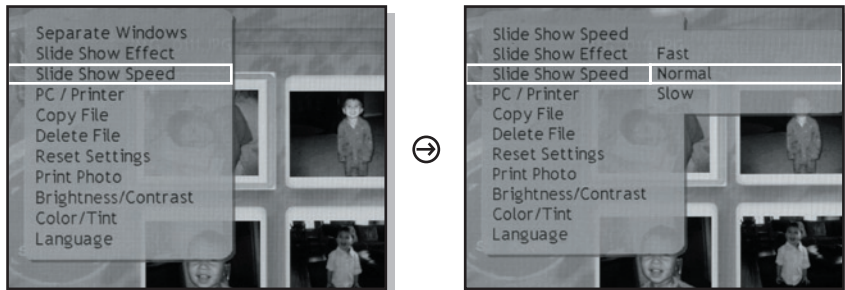 Separate Windows
Slide Show Effect
Slide Show Speed
PC / Printer
Copy File
Delete File
Reset Settings
Print Photo
Brightness/Contrast
Color/Tint
Language
Slide Show Speed
Slide Show Effect Fast
Slide Show Speed Normal
PC / Printer Slow
Copy File
Delete File
Reset Settings
Print Photo
Brightness/Contrast
Color/Tint
Language